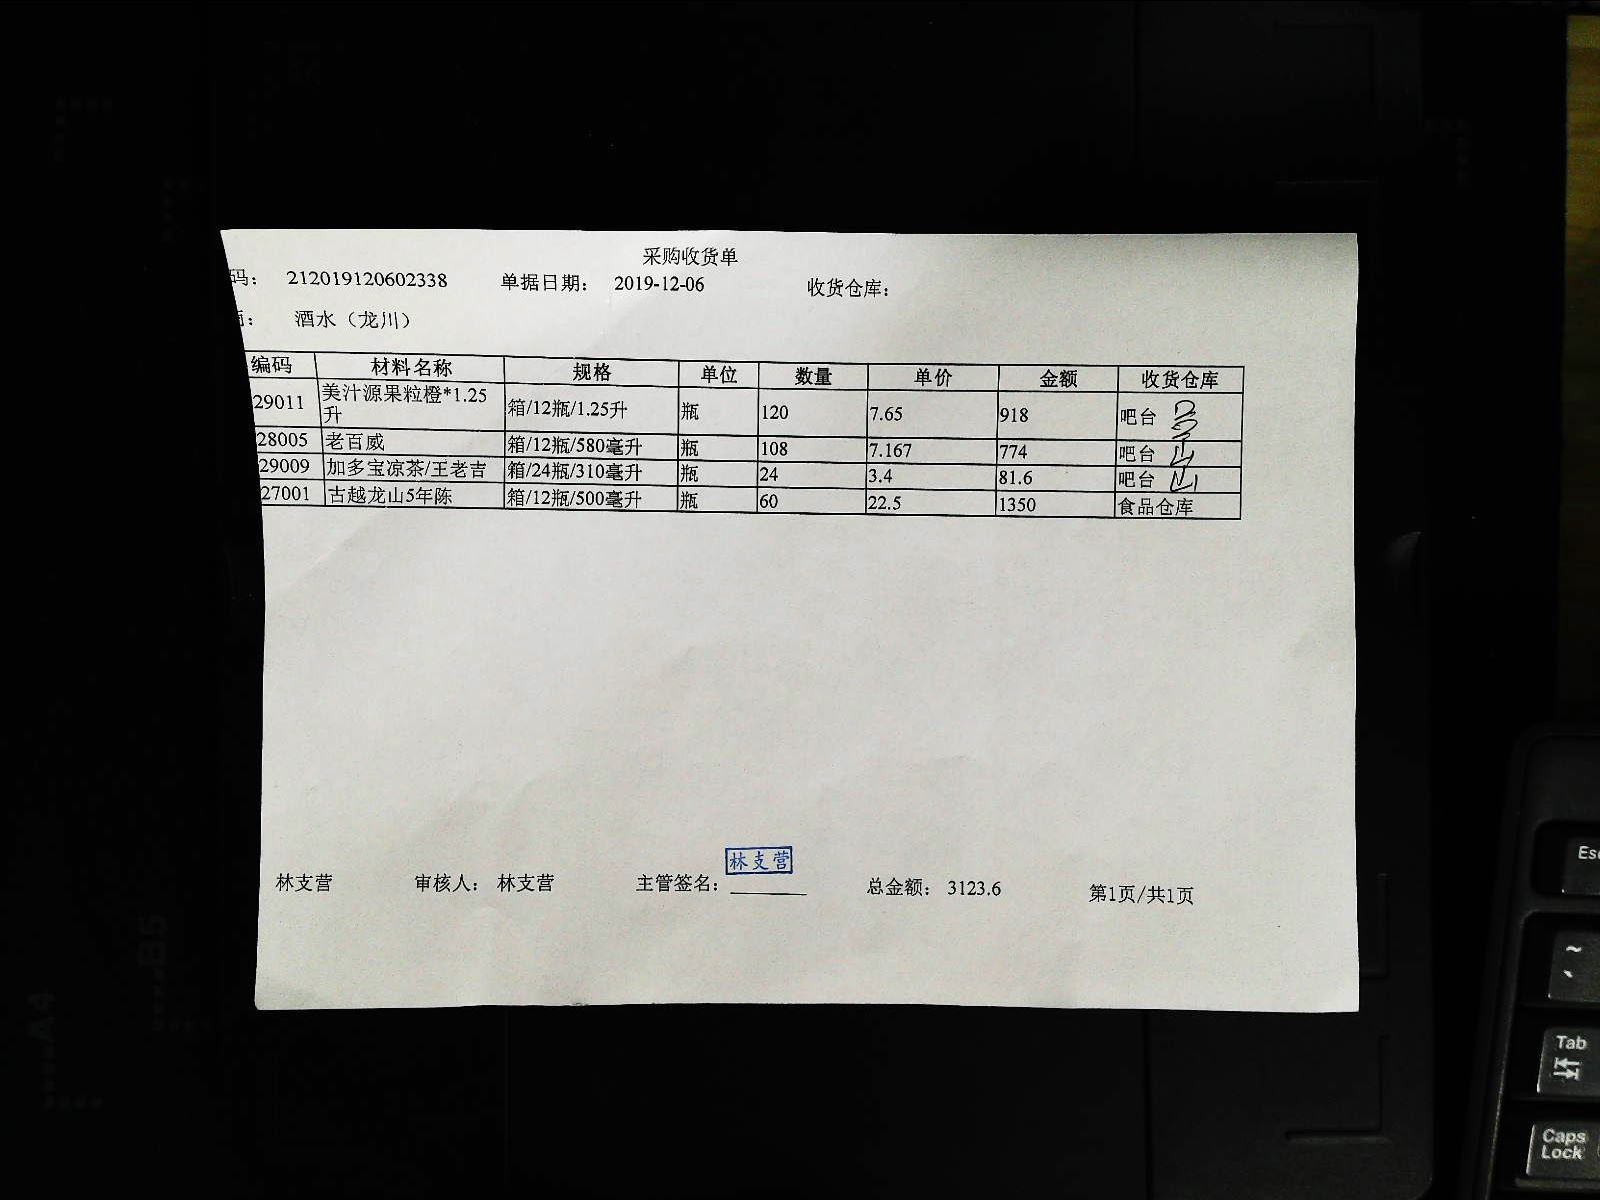 采购收货单
码： 212019120602338 单据日期： 2019-12-06 收货仓库：
酒水（龙川）
编码 材料名称 规格 单位 数量 单价 金额 收货仓库
29011 美汁源果粒橙*1.25升 箱/12瓶/1.25升 瓶 120 7.65 918 吧台
28005 老百威 箱/12瓶/580毫升 瓶 108 7.167 774 吧台
29009 加多宝凉茶/王老吉 箱/24瓶/310毫升 瓶 24 3.4 81.6 吧台
27001 古越龙山5年陈 箱/12瓶/500毫升 瓶 60 22.5 1350 食品仓库
林支营
林支营 审核人： 林支营 主管签名： 总金额： 3123.6 第1页/共1页
Esc
~
Tab
Caps Lock
A4
B5